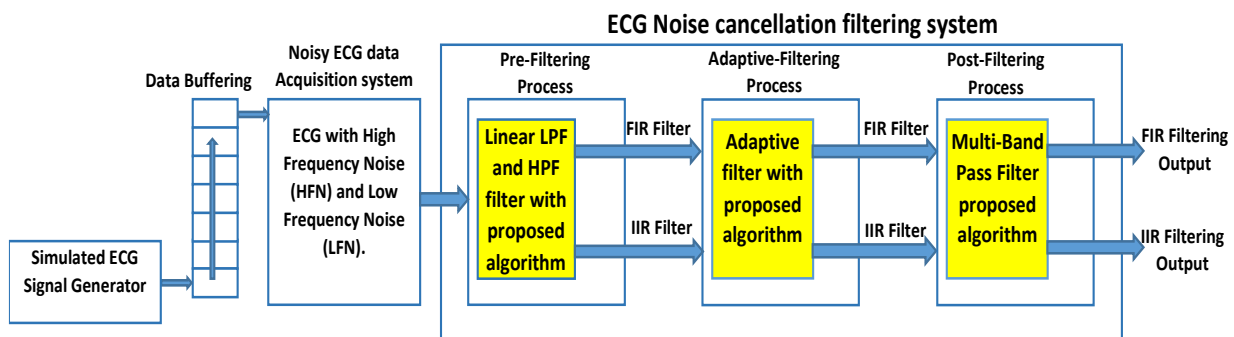 ECG Noise cancellation filtering system
Noisy ECG data
Acquisition system
Data Buffering
Pre-Filtering
Process
Adaptive-Filtering
Process
Post-Filtering
Process
Simulated ECG
Signal Generator
ECG with High
Frequency Noise
(HFN) and Low
Frequency Noise
(LFN).
Linear LPF
and HPF
filter with
proposed
algorithm
FIR Filter
IIR Filter
Adaptive
filter with
proposed
algorithm
FIR Filter
IIR Filter
Multi-Band
Pass Filter
proposed
algorithm
FIR Filtering
Output
IIR Filtering
Output